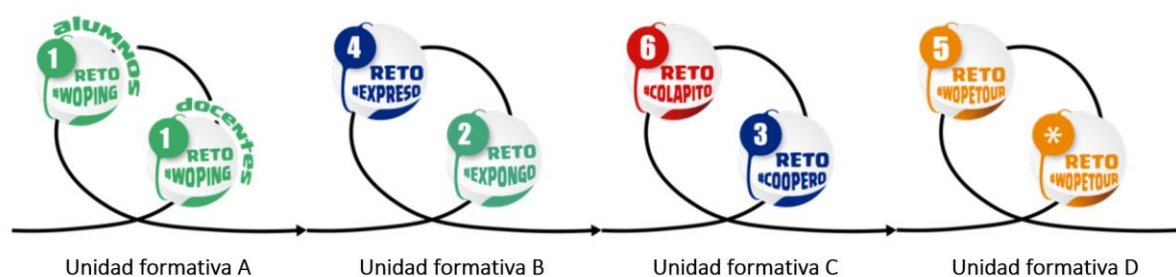 alumnos
1
RETO
#WOPING
docentes
1
RETO
#WOPING
4
RETO
#EXPRESO
2
RETO
#EXPONGO
6
RETO
#COLAPITO
3
RETO
#COOPERO
5
RETO
#WOPETOUR
*
RETO
#WOPETOUR
Unidad formativa A
Unidad formativa B
Unidad formativa C
Unidad formativa D